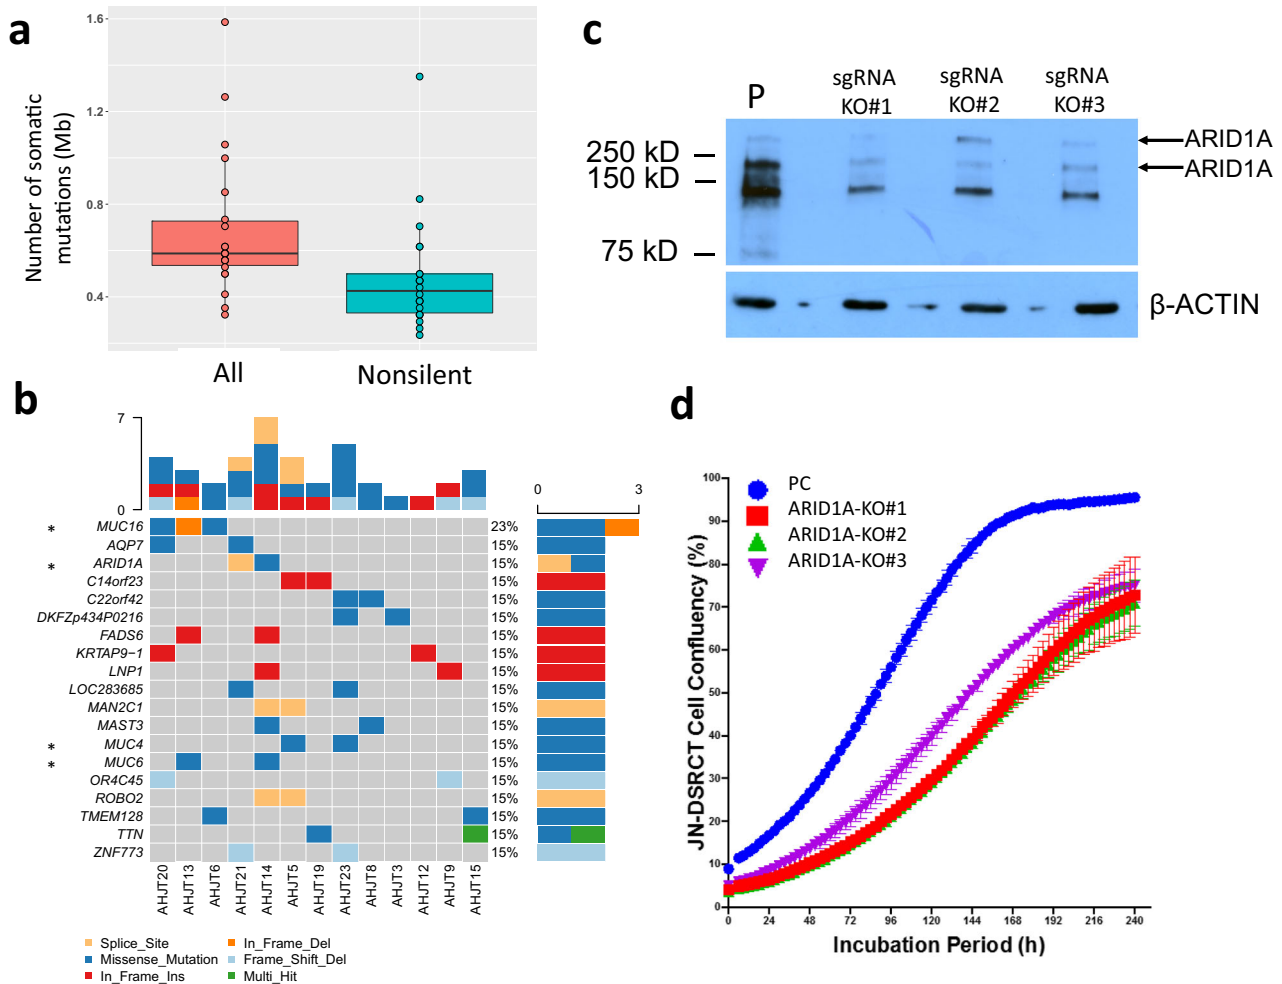 a
1.6
1.2
0.8
0.4
Number of somatic
mutations (Mb)
All
Nonsilent
c
P
sgRNA
KO#1
sgRNA
KO#2
sgRNA
KO#3
250 kD
150 kD
75 kD
ARID1A
ARID1A
β-ACTIN
b
7
0
0
3
* MUC16 23%
AQP7 15%
* ARID1A 15%
C14orf23 15%
C22orf42 15%
DKFZp434P0216 15%
FADS6 15%
KRTAP9−1 15%
LNP1 15%
LOC283685 15%
MAN2C1 15%
MAST3 15%
* MUC4 15%
* MUC6 15%
OR4C45 15%
ROBO2 15%
TMEM128 15%
TTN 15%
ZNF773 15%
AHJT20
AHJT13
AHJT6
AHJT21
AHJT14
AHJT5
AHJT19
AHJT23
AHJT8
AHJT3
AHJT12
AHJT9
AHJT15
Splice_Site
Missense_Mutation
In_Frame_Ins
In_Frame_Del
Frame_Shift_Del
Multi_Hit
d
PC
ARID1A-KO#1
ARID1A-KO#2
ARID1A-KO#3
JN-DSRCT Cell Confluency (%)
100
90
80
70
60
50
40
30
20
10
0
0 24 48 72 96 120 144 168 192 216 240
Incubation Period (h)